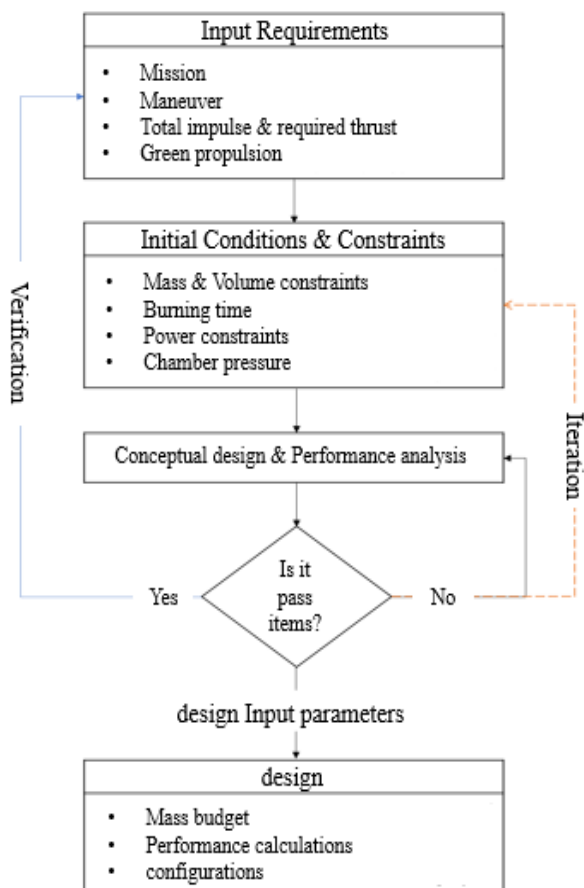 Input Requirements
• Mission
• Maneuver
• Total impulse & required thrust
• Green propulsion
Initial Conditions & Constraints
• Mass & Volume constraints
• Burning time
• Power constraints
• Chamber pressure
Verification
Iteration
Conceptual design & Performance analysis
Is it
pass
items?
Yes
No
design Input parameters
design
• Mass budget
• Performance calculations
• configurations